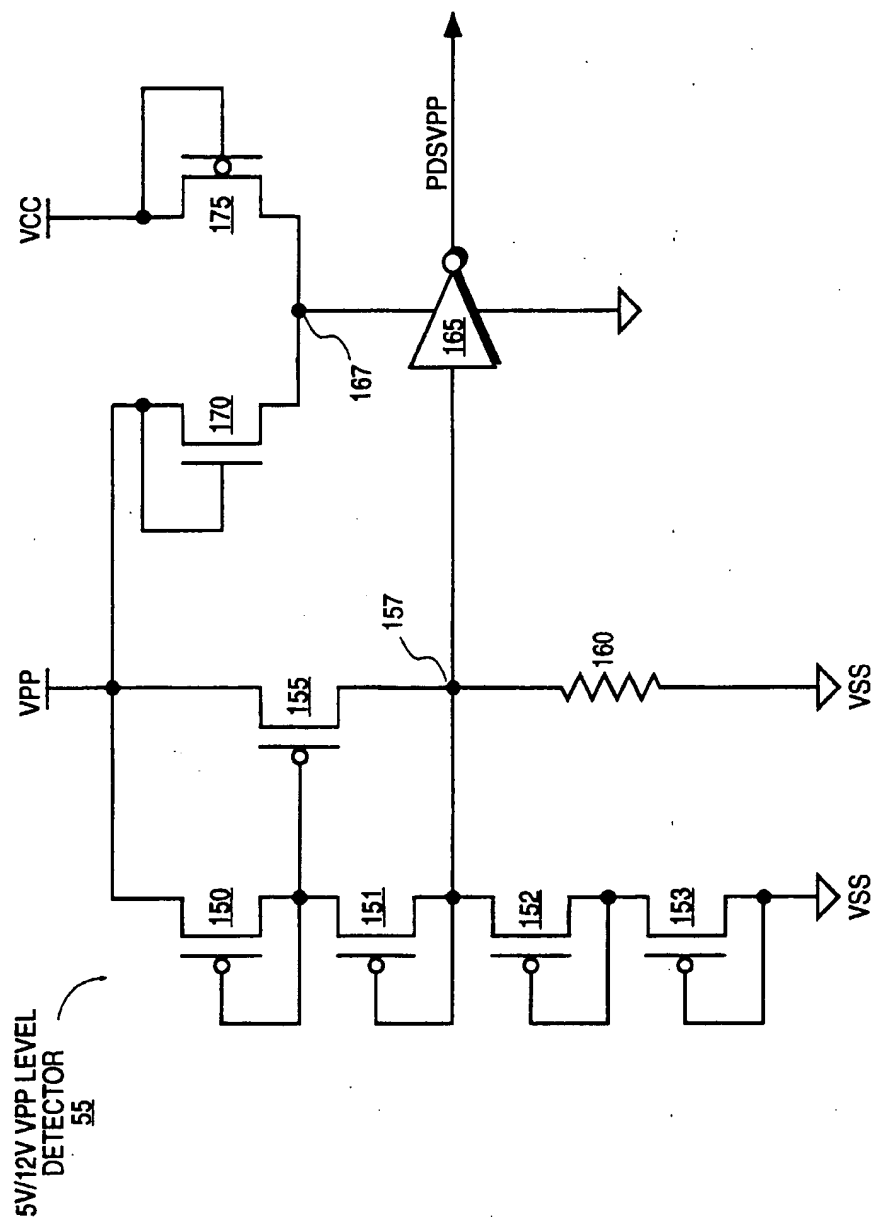 5V/12V VPP LEVEL
DETECTOR
55
VPP
VCC
150
151
152
153
155
157
160
VSS
VSS
170
175
167
165
PDSVPP